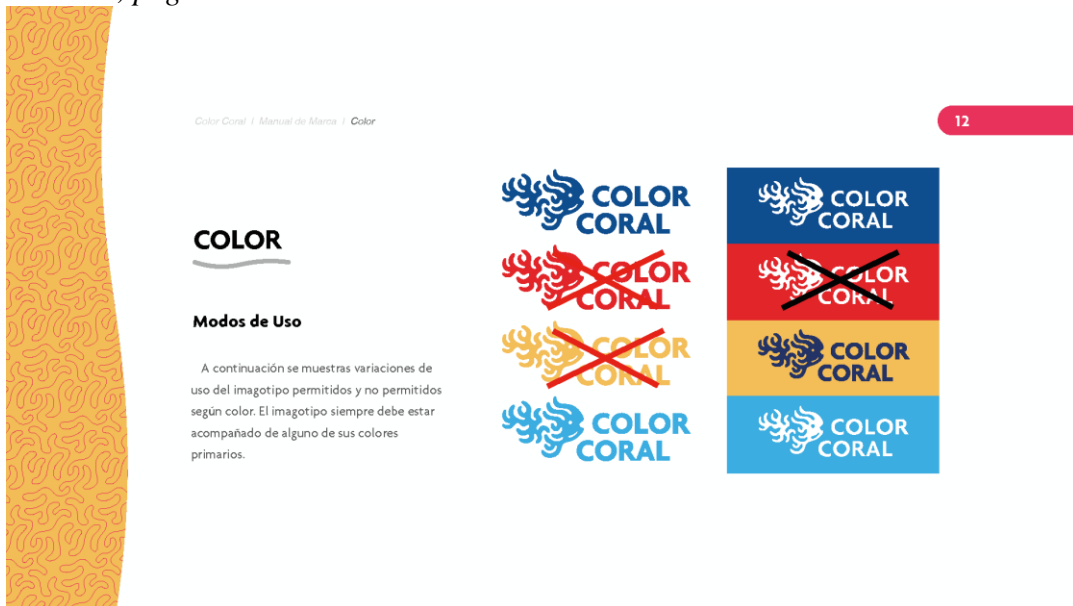 Color Coral I Manual de Marca I Color
12
COLOR
Modos de Uso
A continuación se muestras variaciones de
uso del imagotipo permitidos y no permitidos
según color. El imagotipo siempre debe estar
acompañado de alguno de sus colores
primarios.
COLOR
CORAL
COLOR
CORAL
COLOR
CORAL
COLOR
CORAL
COLOR
CORAL
COLOR
CORAL
COLOR
CORAL
COLOR
CORAL